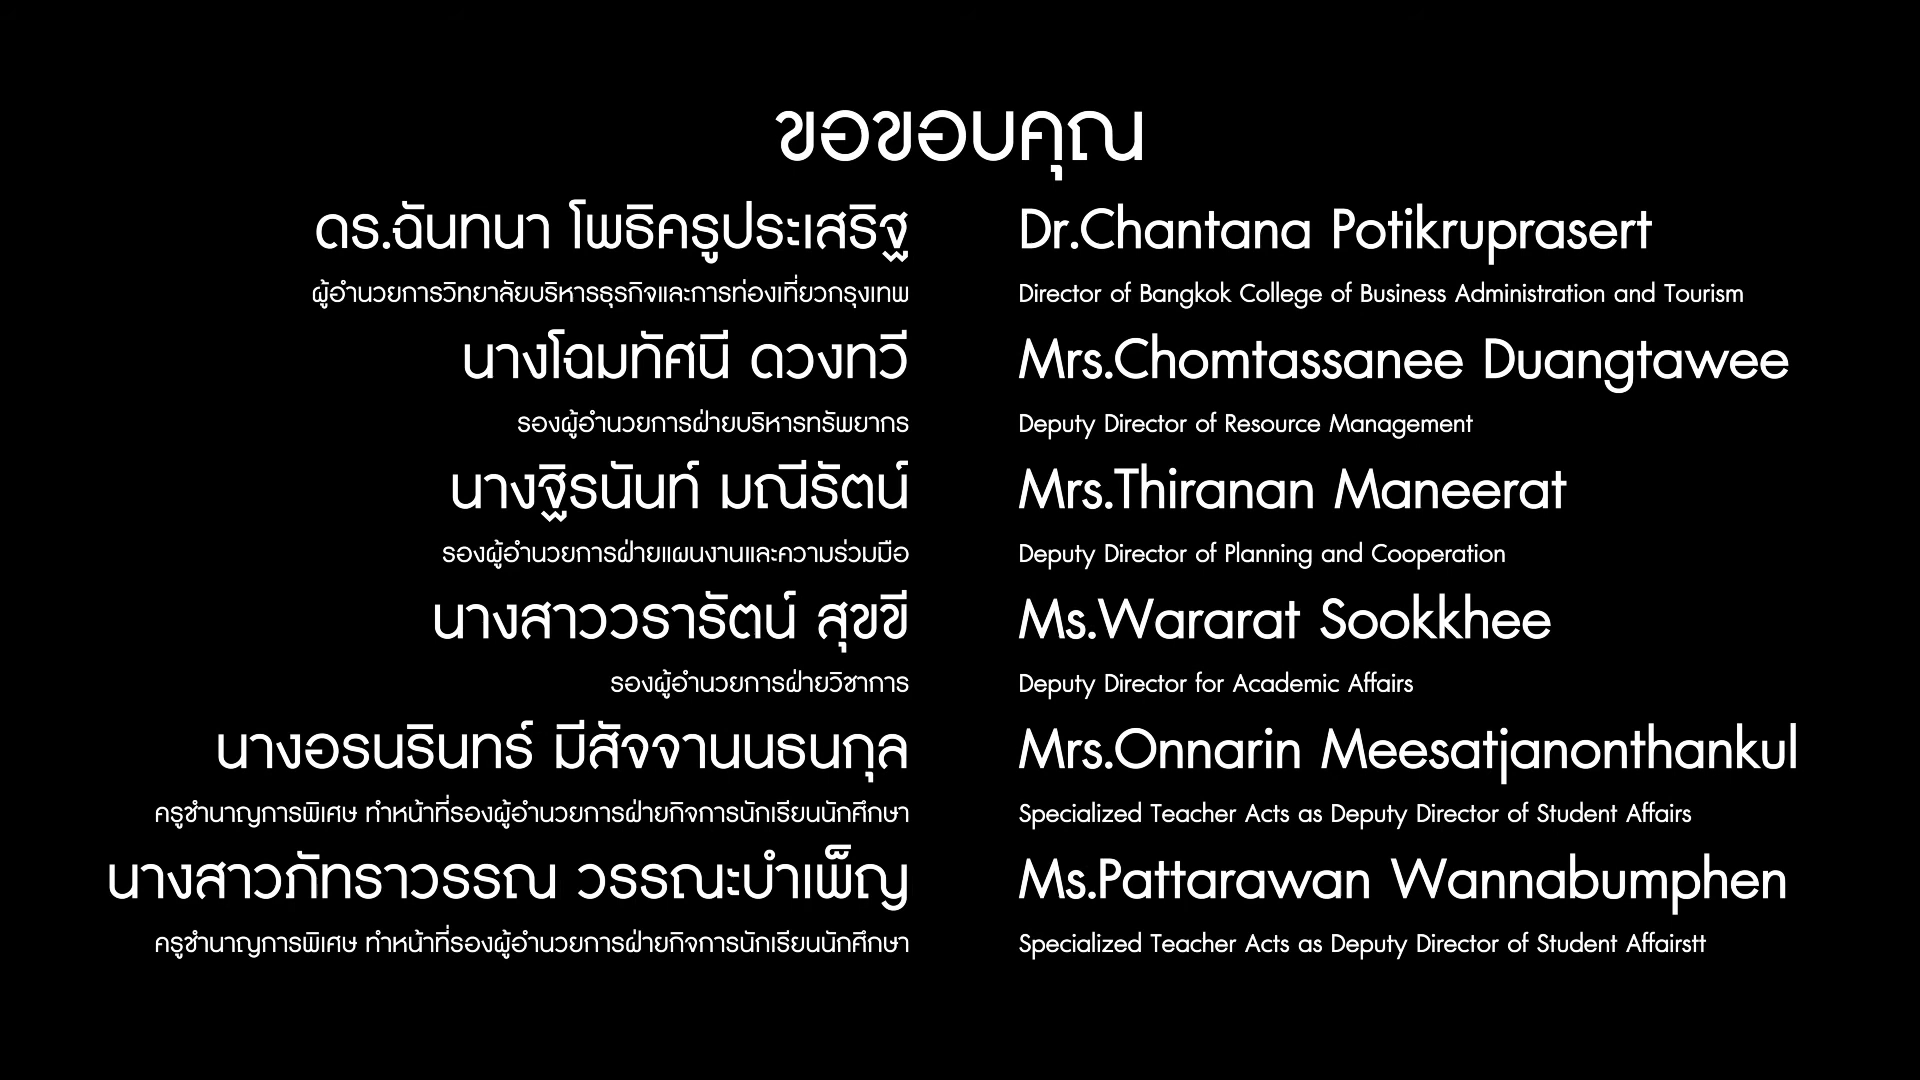 ขอขอบคุณ
ดร.ฉันทนา โพธิครูประเสริฐ
Dr.Chantana Potikruprasert
ผู้อำนวยการวิทยาลัยบริหารธุรกิจและการท่องเที่ยวกรุงเทพ
Director of Bangkok College of Business Administration and Tourism
นางโฉมทัศนี ดวงทวี
Mrs.Chomtassanee Duangtawee
รองผู้อำนวยการฝ่ายบริหารทรัพยากร
Deputy Director of Resource Management
นางฐิรนันท์ มณีรัตน์
Mrs.Thiranan Maneerat
รองผู้อำนวยการฝ่ายแผนงานและความร่วมมือ
Deputy Director of Planning and Cooperation
นางสาววรารัตน์ สุขขี
Ms.Wararat Sookkhee
รองผู้อำนวยการฝ่ายวิชาการ
Deputy Director for Academic Affairs
นางอรนรินทร์ มีสัจจานนธนกุล
Mrs.Onnarin Meesatjanonthankul
ครูชำนาญการพิเศษ ทำหน้าที่รองผู้อำนวยการฝ่ายกิจการนักเรียนนักศึกษา
Specialized Teacher Acts as Deputy Director of Student Affairs
นางสาวภัทราวรรณ วรรณะบำเพ็ญ
Ms.Pattarawan Wannabumphen
ครูชำนาญการพิเศษ ทำหน้าที่รองผู้อำนวยการฝ่ายกิจการนักเรียนนักศึกษา
Specialized Teacher Acts as Deputy Director of Student Affairstt